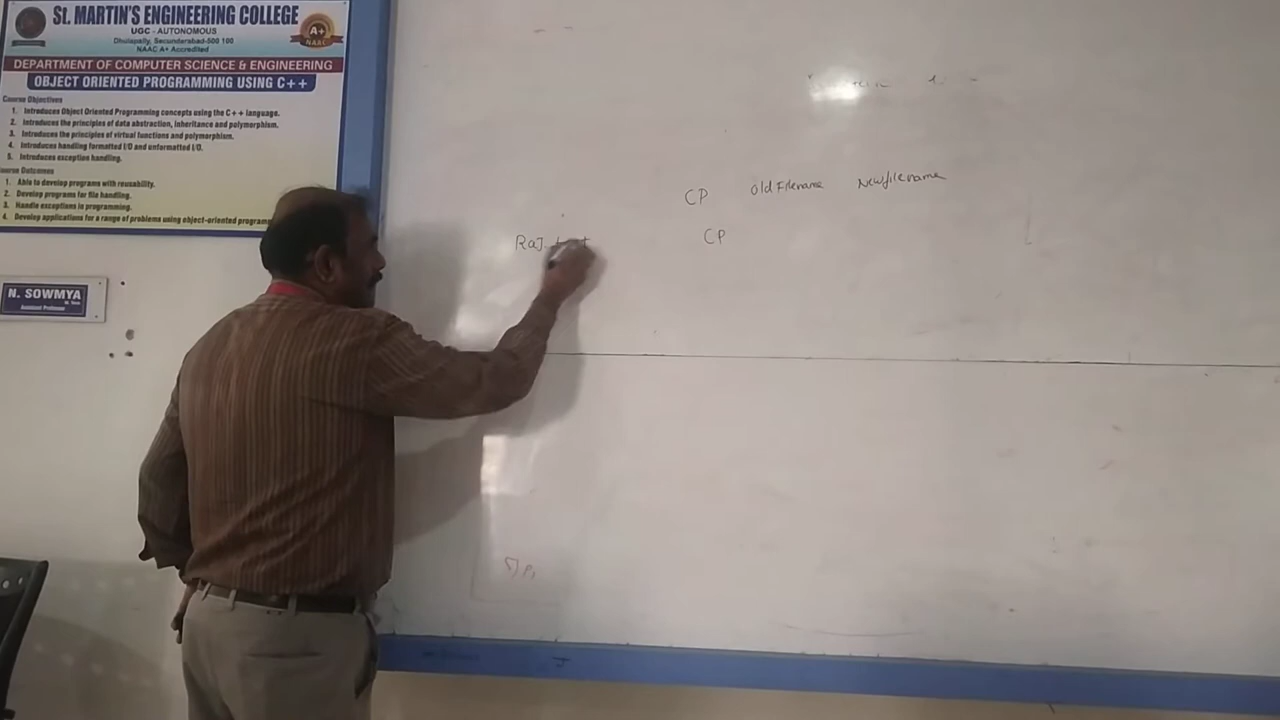 St. MARTIN'S ENGINEERING COLLEGE
UGC - AUTONOMOUS
Dhulapally, Secunderabad-500 100
NAAC A+ Accredited
A+
NAAC
DEPARTMENT OF COMPUTER SCIENCE & ENGINEERING
OBJECT ORIENTED PROGRAMMING USING C++
Course Objectives
1. Introduces Object Oriented Programming concepts using the C++ language.
2. Introduces the principles of data abstraction, inheritance and polymorphism.
3. Introduces the principles of virtual functions and polymorphism.
4. Introduces handling formatted I/O and unformatted I/O.
5. Introduces exception handling.
Course Outcomes
1. Able to develop programs with reusability.
2. Develop programs for file handling.
3. Handle exceptions in programming.
4. Develop applications for a range of problems using object-oriented
N. SOWMYA
Assistant Professor
CP Old Filename Newfilename
Raj CP